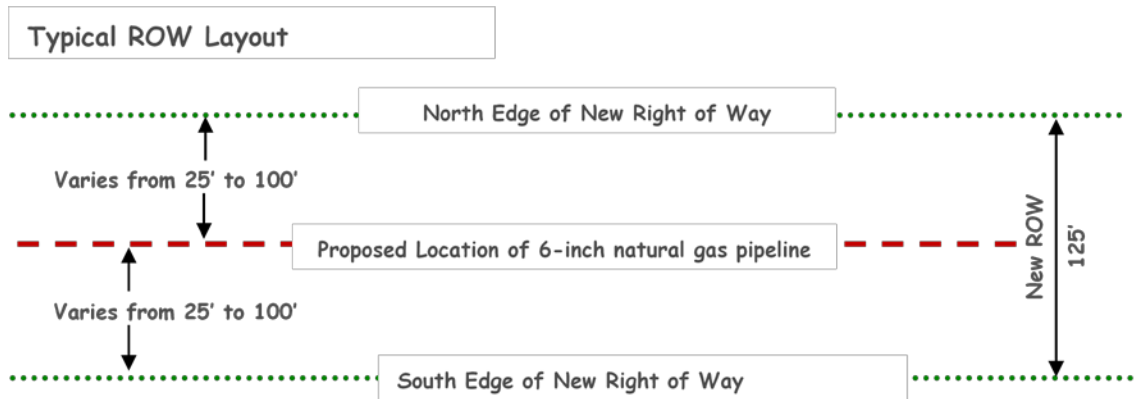 Typical ROW Layout
North Edge of New Right of Way
Varies from 25' to 100'
Proposed Location of 6-inch natural gas pipeline
New ROW
125'
Varies from 25' to 100'
South Edge of New Right of Way